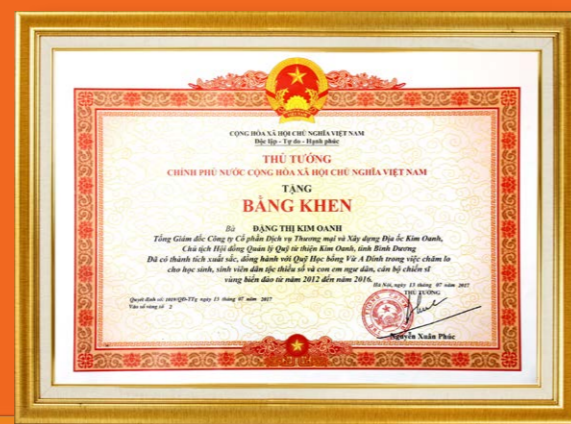 CỘNG HÒA XÃ HỘI CHỦ NGHĨA VIỆT NAM
Độc lập - Tự do - Hạnh phúc
THỦ TƯỚNG
CHÍNH PHỦ NƯỚC CỘNG HÒA XÃ HỘI CHỦ NGHĨA VIỆT NAM
TẶNG
BẰNG KHEN
Bà ĐẶNG THỊ KIM OANH
Tổng Giám đốc Công ty Cổ phần Dịch vụ Thương mại và Xây dựng Địa ốc Kim Oanh,
Chủ tịch Hội đồng Quản lý Quỹ từ thiện Kim Oanh, tỉnh Bình Dương
Đã có thành tích xuất sắc, đồng hành với Quỹ Học bổng Vừ A Dính trong việc chăm lo
cho học sinh, sinh viên dân tộc thiểu số và con em ngư dân, cán bộ chiến sĩ
vùng biển đảo từ năm 2012 đến năm 2016.
Hà Nội, ngày 13 tháng 07 năm 2017
THỦ TƯỚNG
Quyết định số: /QĐ-TTg ngày 13 tháng 07 năm 2017
Vào sổ vàng số 2
Nguyễn Xuân Phúc